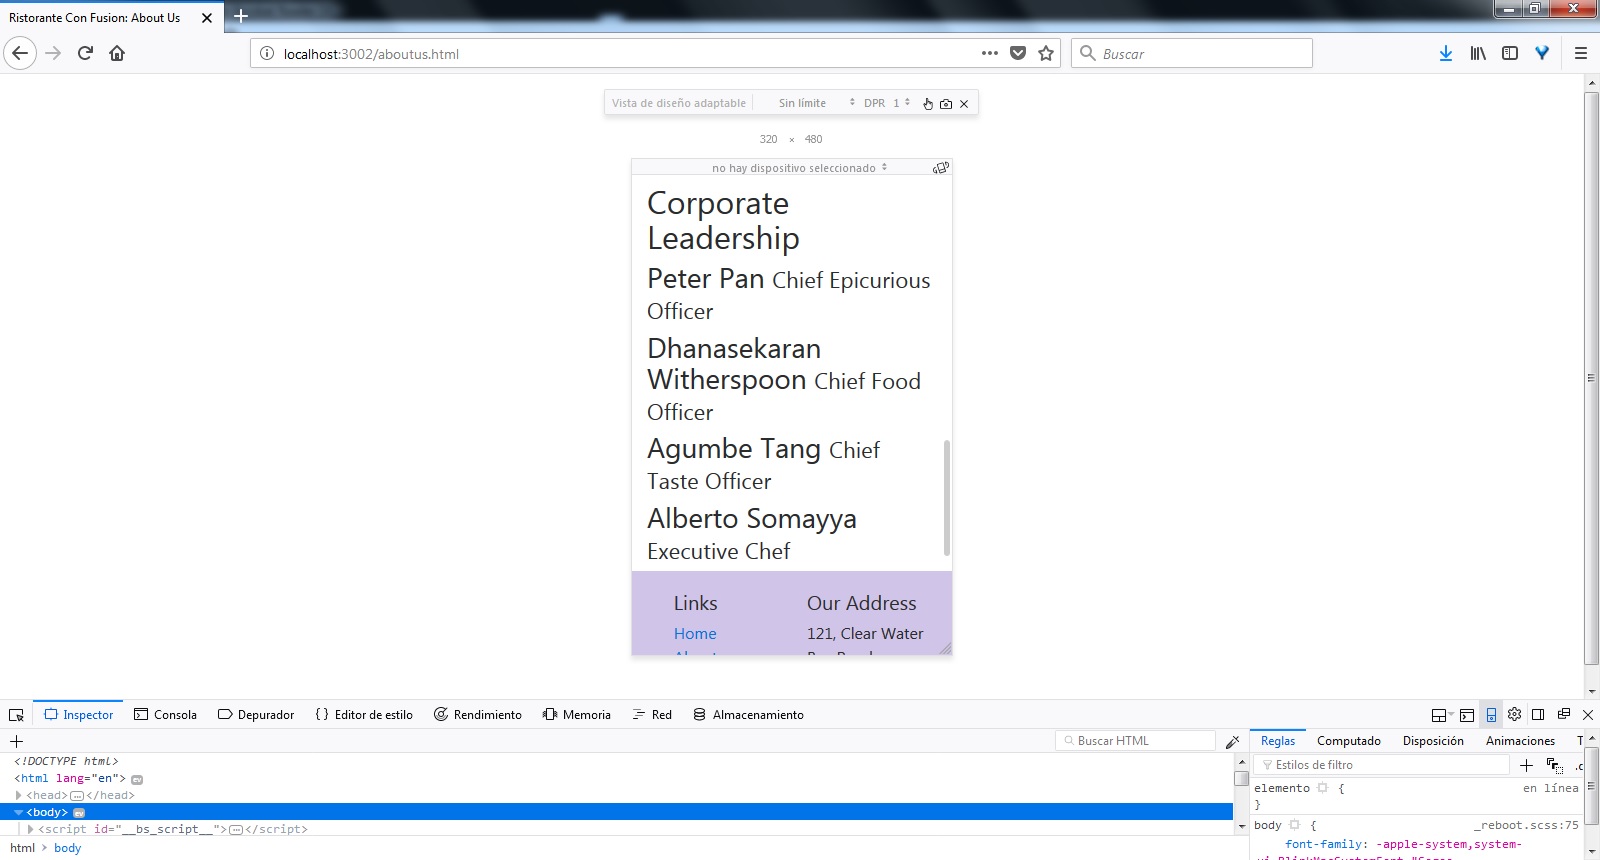 Ristorante Con Fusion: About Us
localhost:3002/aboutus.html
Buscar
Vista de diseño adaptable Sin límite DPR 1
320 × 480
no hay dispositivo seleccionado
Corporate
Leadership
Peter Pan Chief Epicurious
Officer
Dhanasekaran
Witherspoon Chief Food
Officer
Agumbe Tang Chief
Taste Officer
Alberto Somayya
Executive Chef
Links Our Address
Home 121, Clear Water
Inspector Consola Depurador Editor de estilo Rendimiento Memoria Red Almacenamiento
Buscar HTML
<!DOCTYPE html>
<html lang="en"> ev
<head></head>
<body> ev
<script id="__bs_script__"></script>
html > body
Reglas Computado Disposición Animaciones T
Estilos de filtro
elemento { en línea
}
body { _reboot.scss:75
font-family: -apple-system,system-